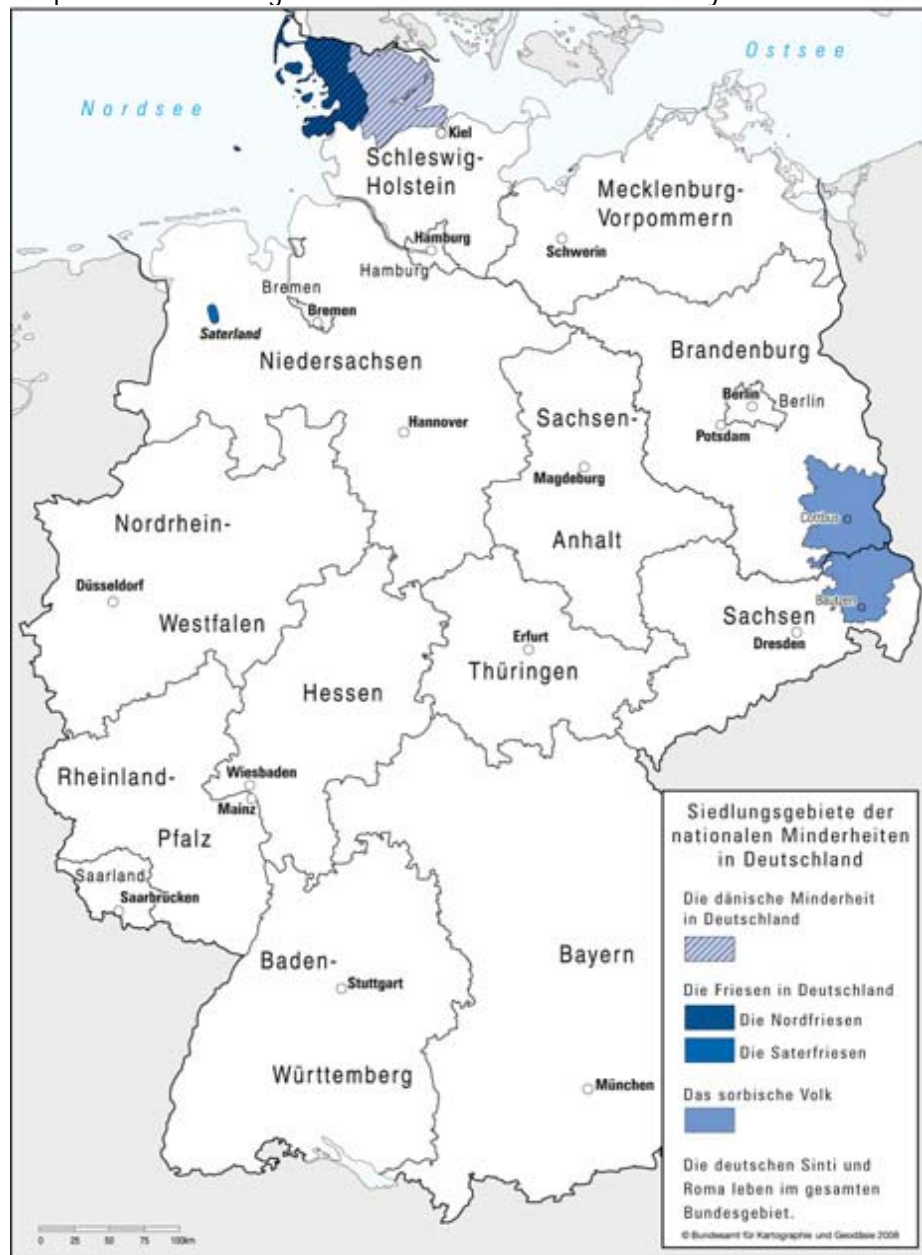 Ostsee
Nordsee
Kiel
Schleswig-
Holstein
Mecklenburg-
Vorpommern
Hamburg
Schwerin
Hamburg
Bremen
Bremen
Saterland
Niedersachsen
Brandenburg
Berlin
Berlin
Potsdam
Hannover
Sachsen-
Magdeburg
Anhalt
Cottbus
Nordrhein-
Düsseldorf
Westfalen
Bautzen
Sachsen
Dresden
Erfurt
Thüringen
Hessen
Rheinland-
Wiesbaden
Mainz
Pfalz
Saarland
Saarbrücken
Baden-
Stuttgart
Württemberg
Bayern
München
Siedlungsgebiete der
nationalen Minderheiten
in Deutschland
Die dänische Minderheit
in Deutschland
Die Friesen in Deutschland
Die Nordfriesen
Die Saterfriesen
Das sorbische Volk
Die deutschen Sinti und
Roma leben im gesamten
Bundesgebiet.
© Bundesamt für Kartographie und Geodäsie 2008
0 25 50 75 100km